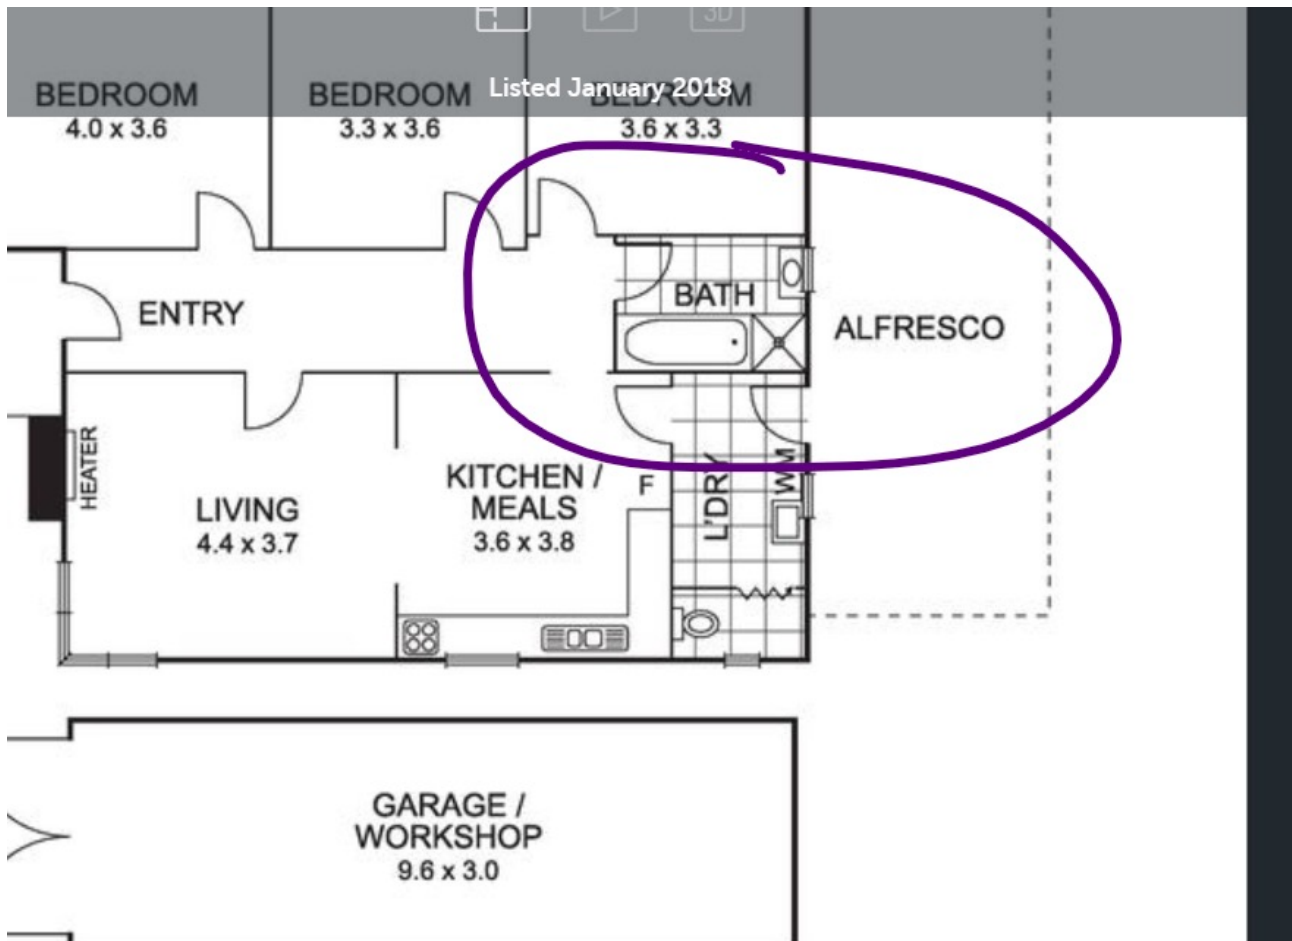 3D
Listed January 2018
BEDROOM
4.0 x 3.6
BEDROOM
3.3 x 3.6
BEDROOM
3.6 x 3.3
ENTRY
BATH
ALFRESCO
HEATER
LIVING
4.4 x 3.7
KITCHEN /
MEALS
3.6 x 3.8
F
L'DRY
WM
GARAGE /
WORKSHOP
9.6 x 3.0